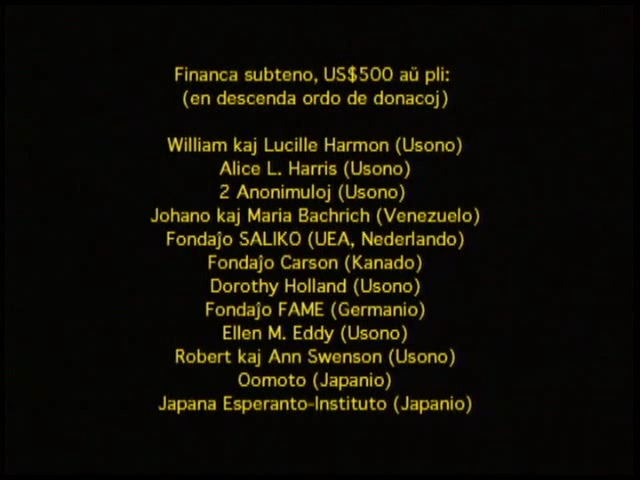 Financa subteno, US$500 aŭ pli:
(en descenda ordo de donacoj)
William kaj Lucille Harmon (Usono)
Alice L. Harris (Usono)
2 Anonimuloj (Usono)
Johano kaj Maria Bachrich (Venezuelo)
Fondaĵo SALIKO (UEA, Nederlando)
Fondaĵo Carson (Kanado)
Dorothy Holland (Usono)
Fondaĵo FAME (Germanio)
Ellen M. Eddy (Usono)
Robert kaj Ann Swenson (Usono)
Oomoto (Japanio)
Japana Esperanto-Instituto (Japanio)